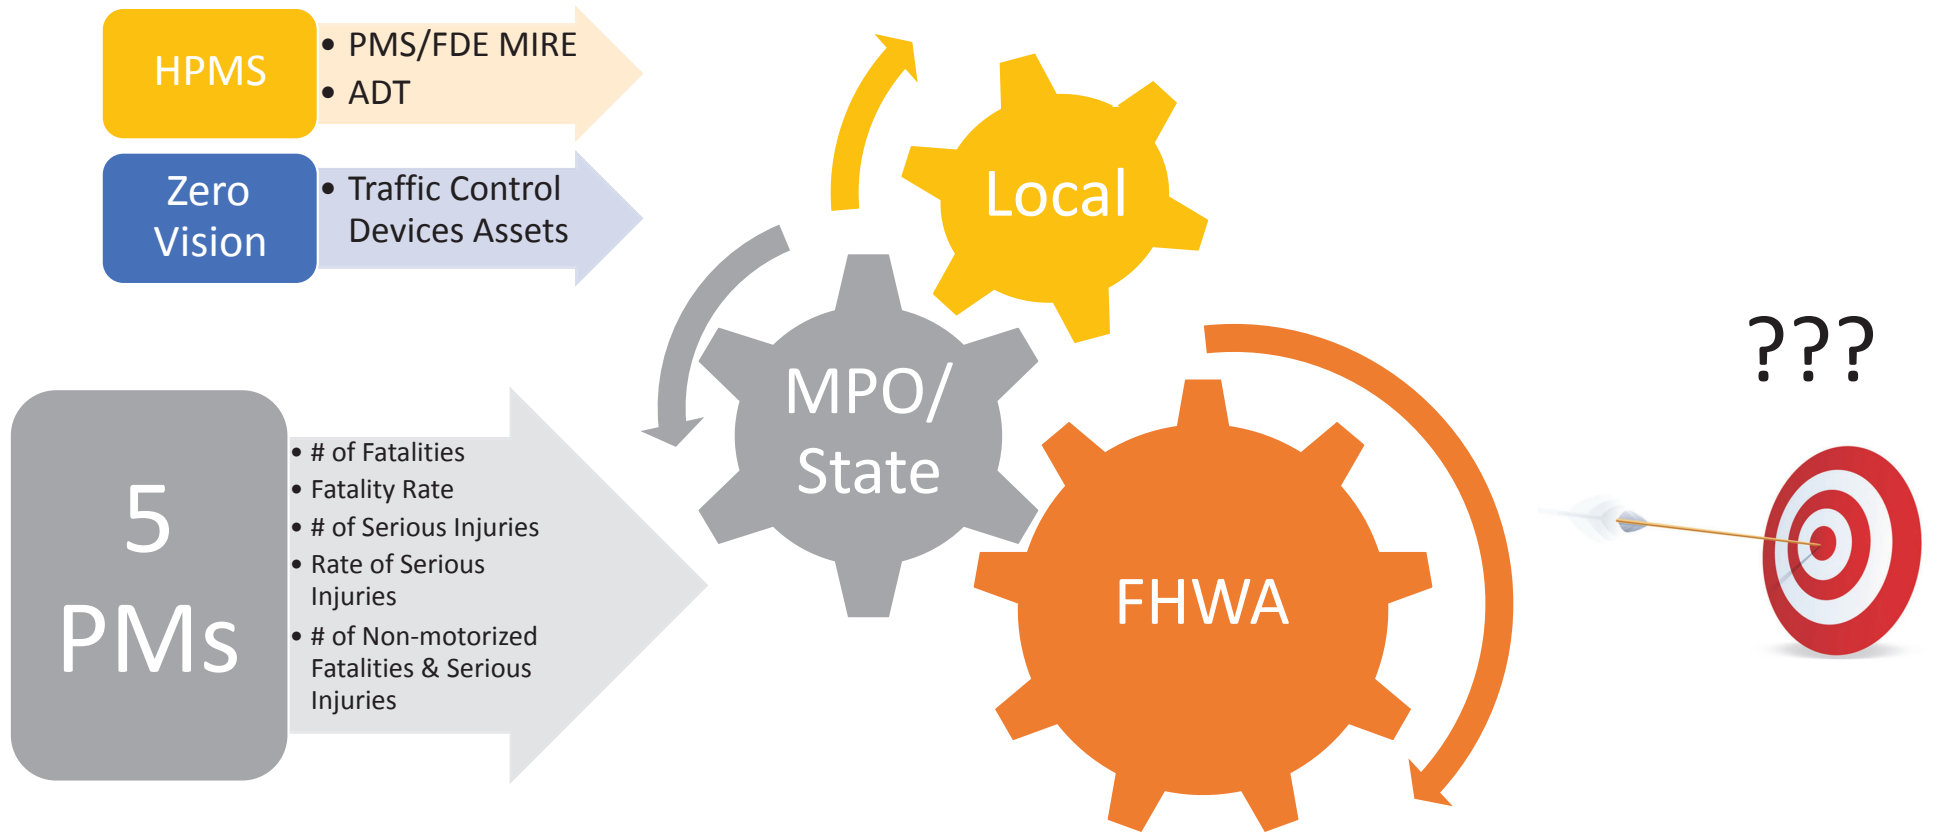 HPMS
• PMS/FDE MIRE
• ADT
Zero
Vision
• Traffic Control
Devices Assets
5
PMs
• # of Fatalities
• Fatality Rate
• # of Serious Injuries
• Rate of Serious
Injuries
• # of Non-motorized
Fatalities & Serious
Injuries
Local
MPO/
State
FHWA
???